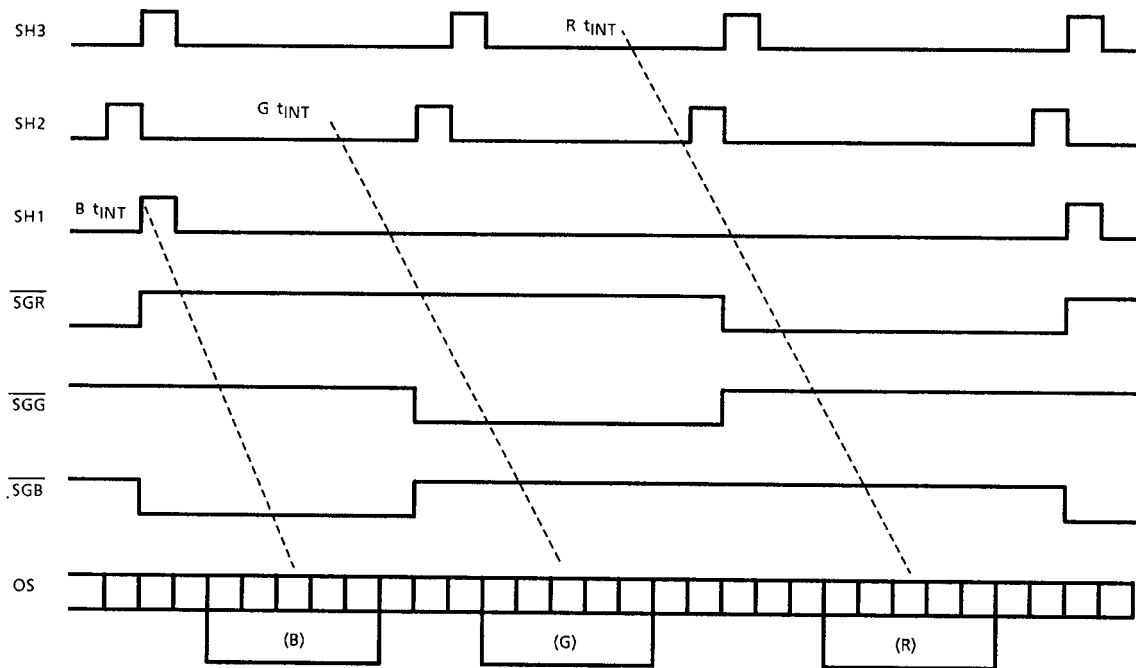 SH3
R tINT
SH2
G tINT
SH1
B tINT
SGR
SGG
SGB
OS
(B)
(G)
(R)